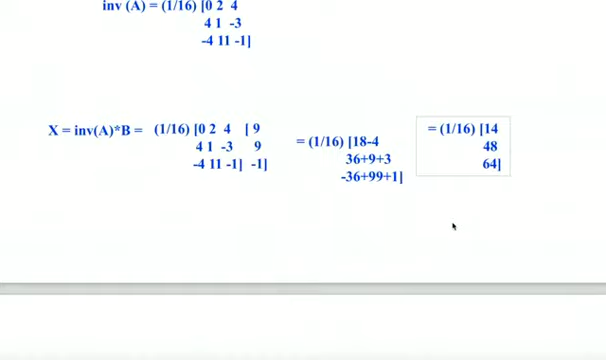 inv (A) = (1/16) [0 2 4
4 1 -3
-4 11 -1]
X = inv(A)*B = (1/16) [0 2 4 [ 9
4 1 -3 9
-4 11 -1] -1]
= (1/16) [18-4
36+9+3
-36+99+1]
= (1/16) [14
48
64]